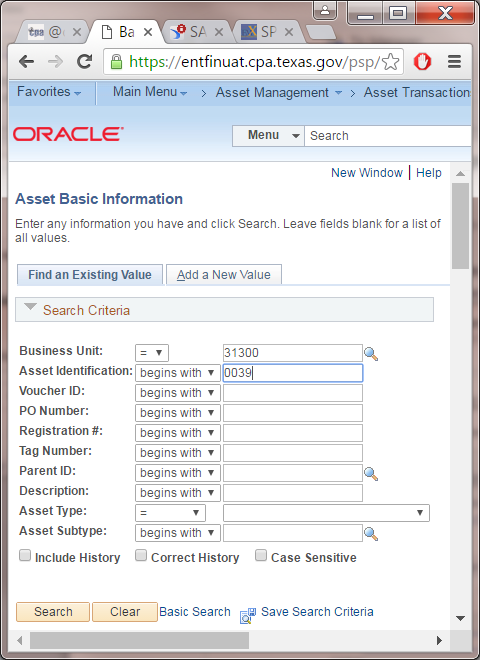 tpa @
Ba
SA
SP
https://entfinuat.cpa.texas.gov/psp/
Favorites Main Menu > Asset Management > Asset Transactions
ORACLE
Menu Search
New Window | Help
Asset Basic Information
Enter any information you have and click Search. Leave fields blank for a list of
all values.
Find an Existing Value Add a New Value
Search Criteria
Business Unit: = 31300
Asset Identification: begins with 0039
Voucher ID: begins with
PO Number: begins with
Registration #: begins with
Tag Number: begins with
Parent ID: begins with
Description: begins with
Asset Type: =
Asset Subtype: begins with
Include History Correct History Case Sensitive
Search Clear Basic Search Save Search Criteria